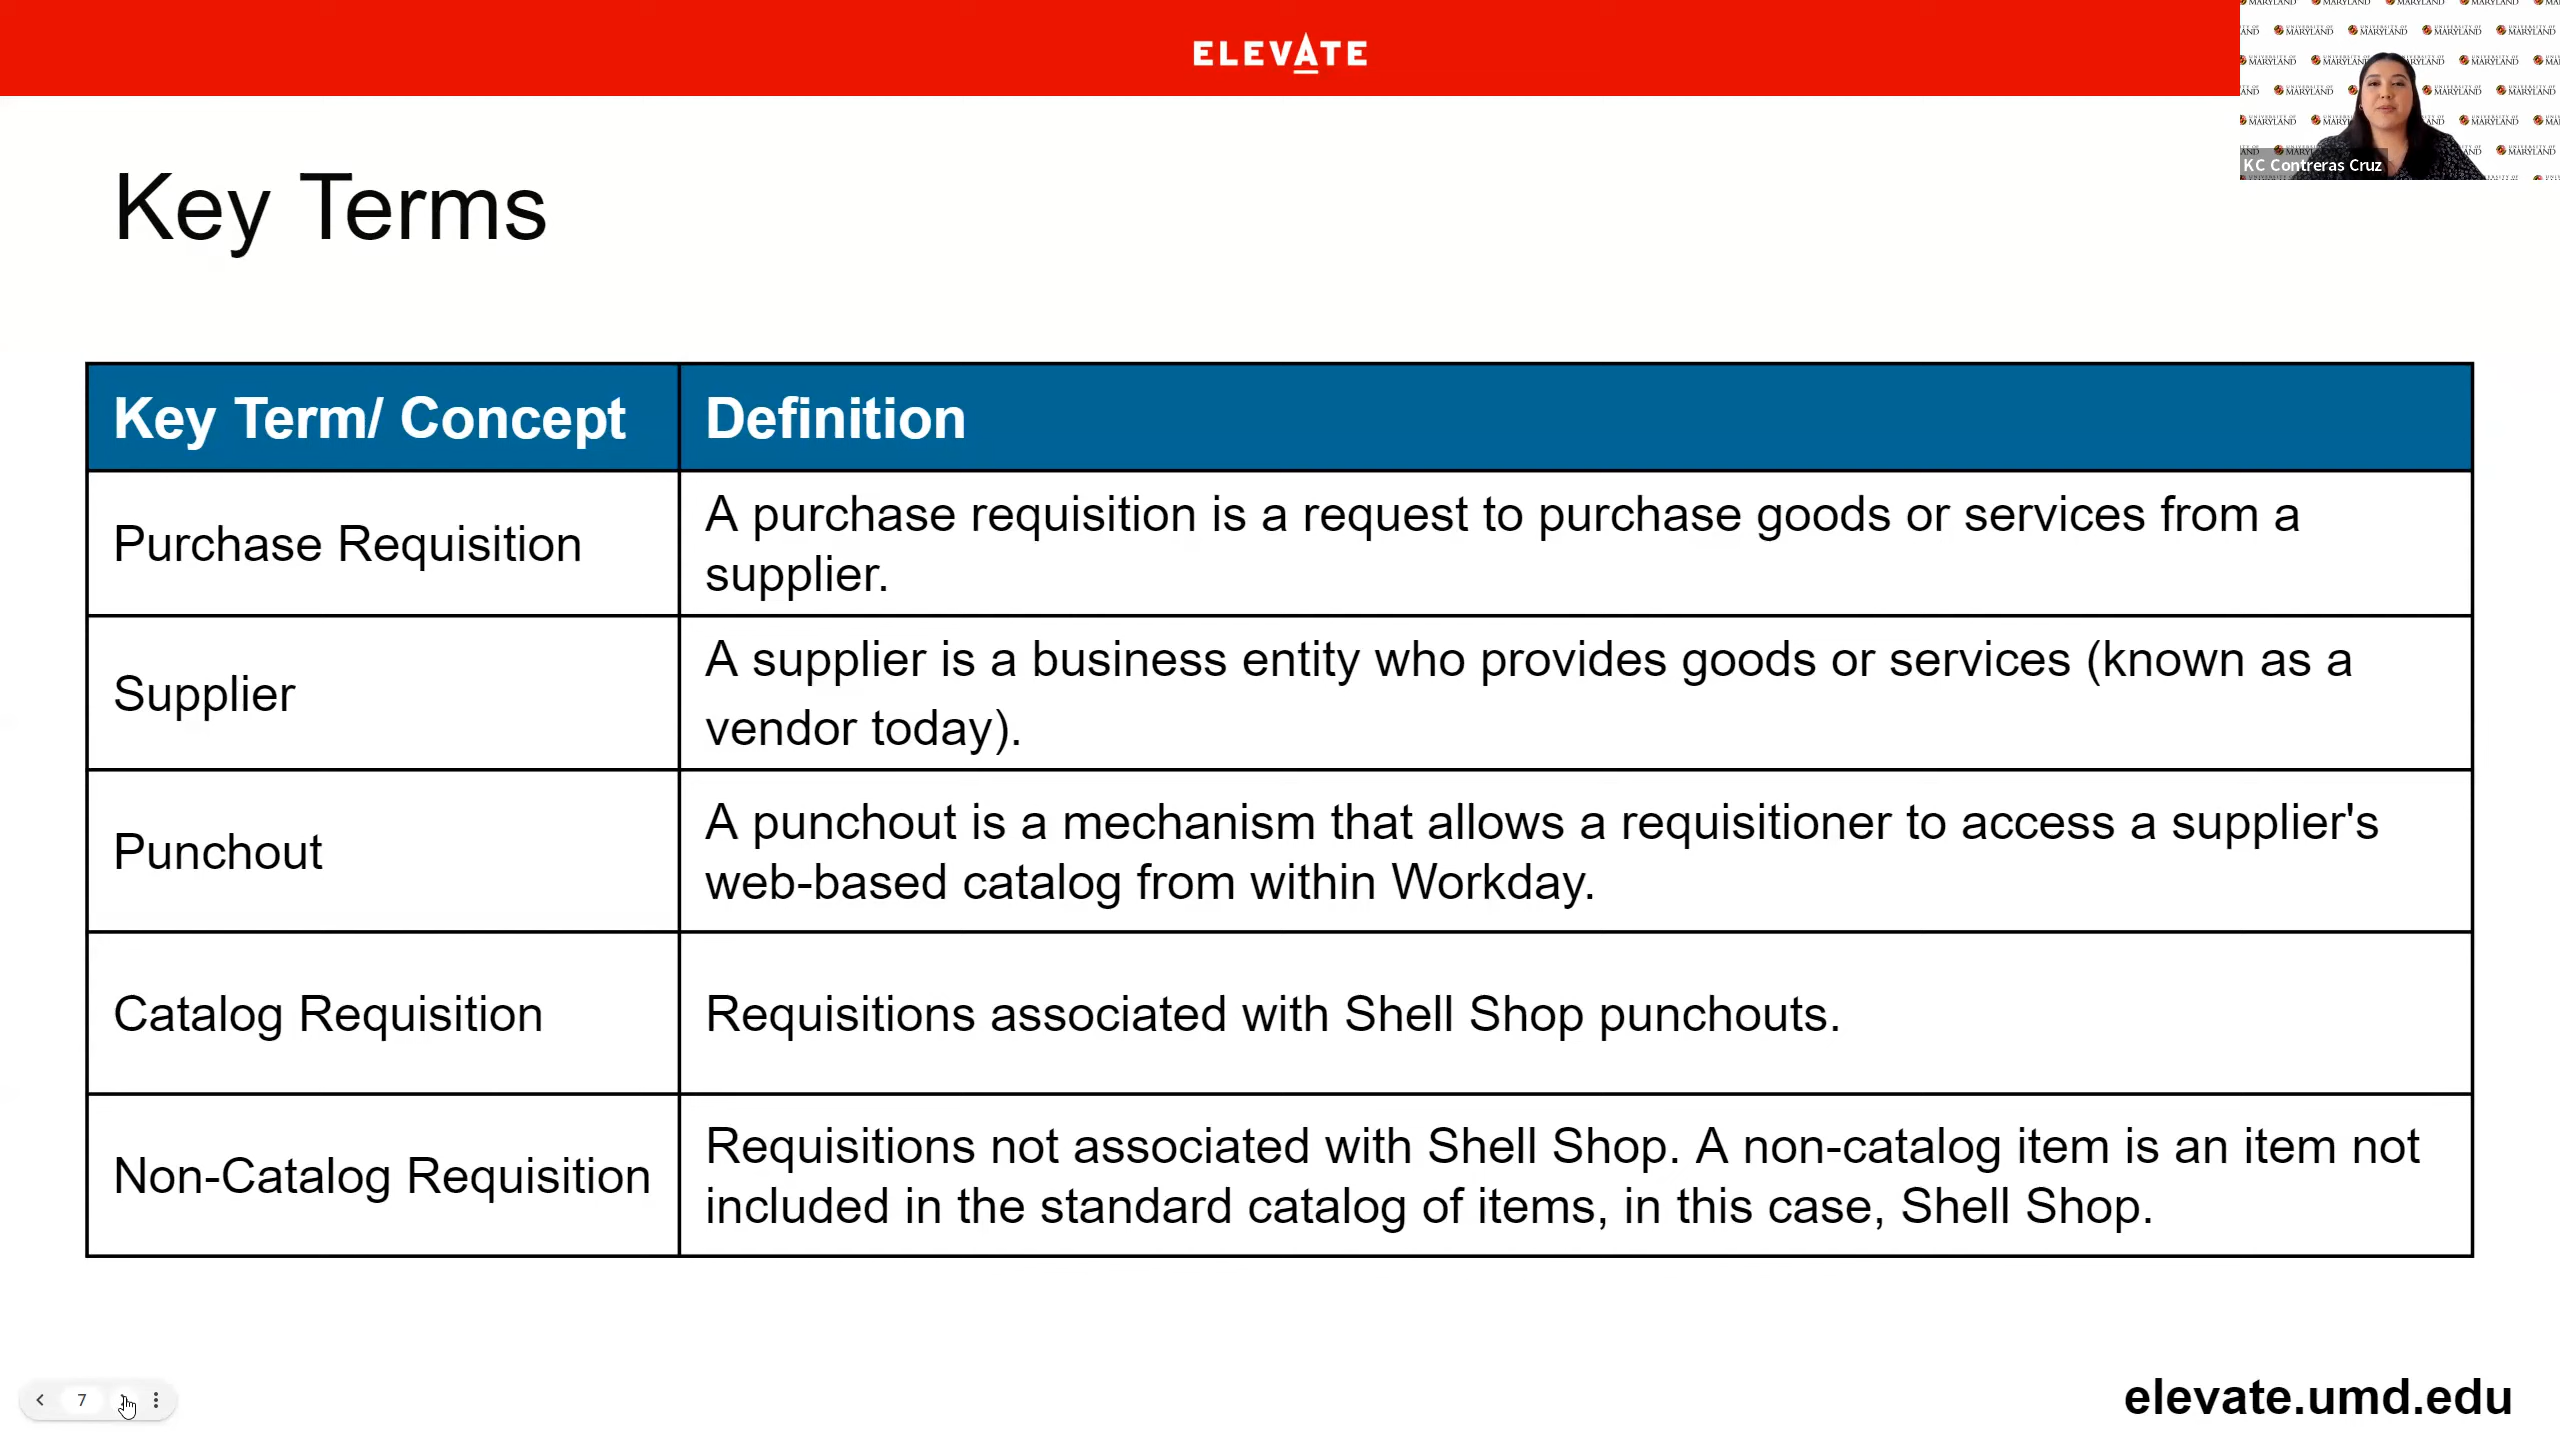 ELEVATE
KC Contreras Cruz
Key Terms
Key Term/ Concept
Definition
Purchase Requisition
A purchase requisition is a request to purchase goods or services from a
supplier.
Supplier
A supplier is a business entity who provides goods or services (known as a
vendor today).
Punchout
A punchout is a mechanism that allows a requisitioner to access a supplier's
web-based catalog from within Workday.
Catalog Requisition
Requisitions associated with Shell Shop punchouts.
Non-Catalog Requisition
Requisitions not associated with Shell Shop. A non-catalog item is an item not
included in the standard catalog of items, in this case, Shell Shop.
7
elevate.umd.edu